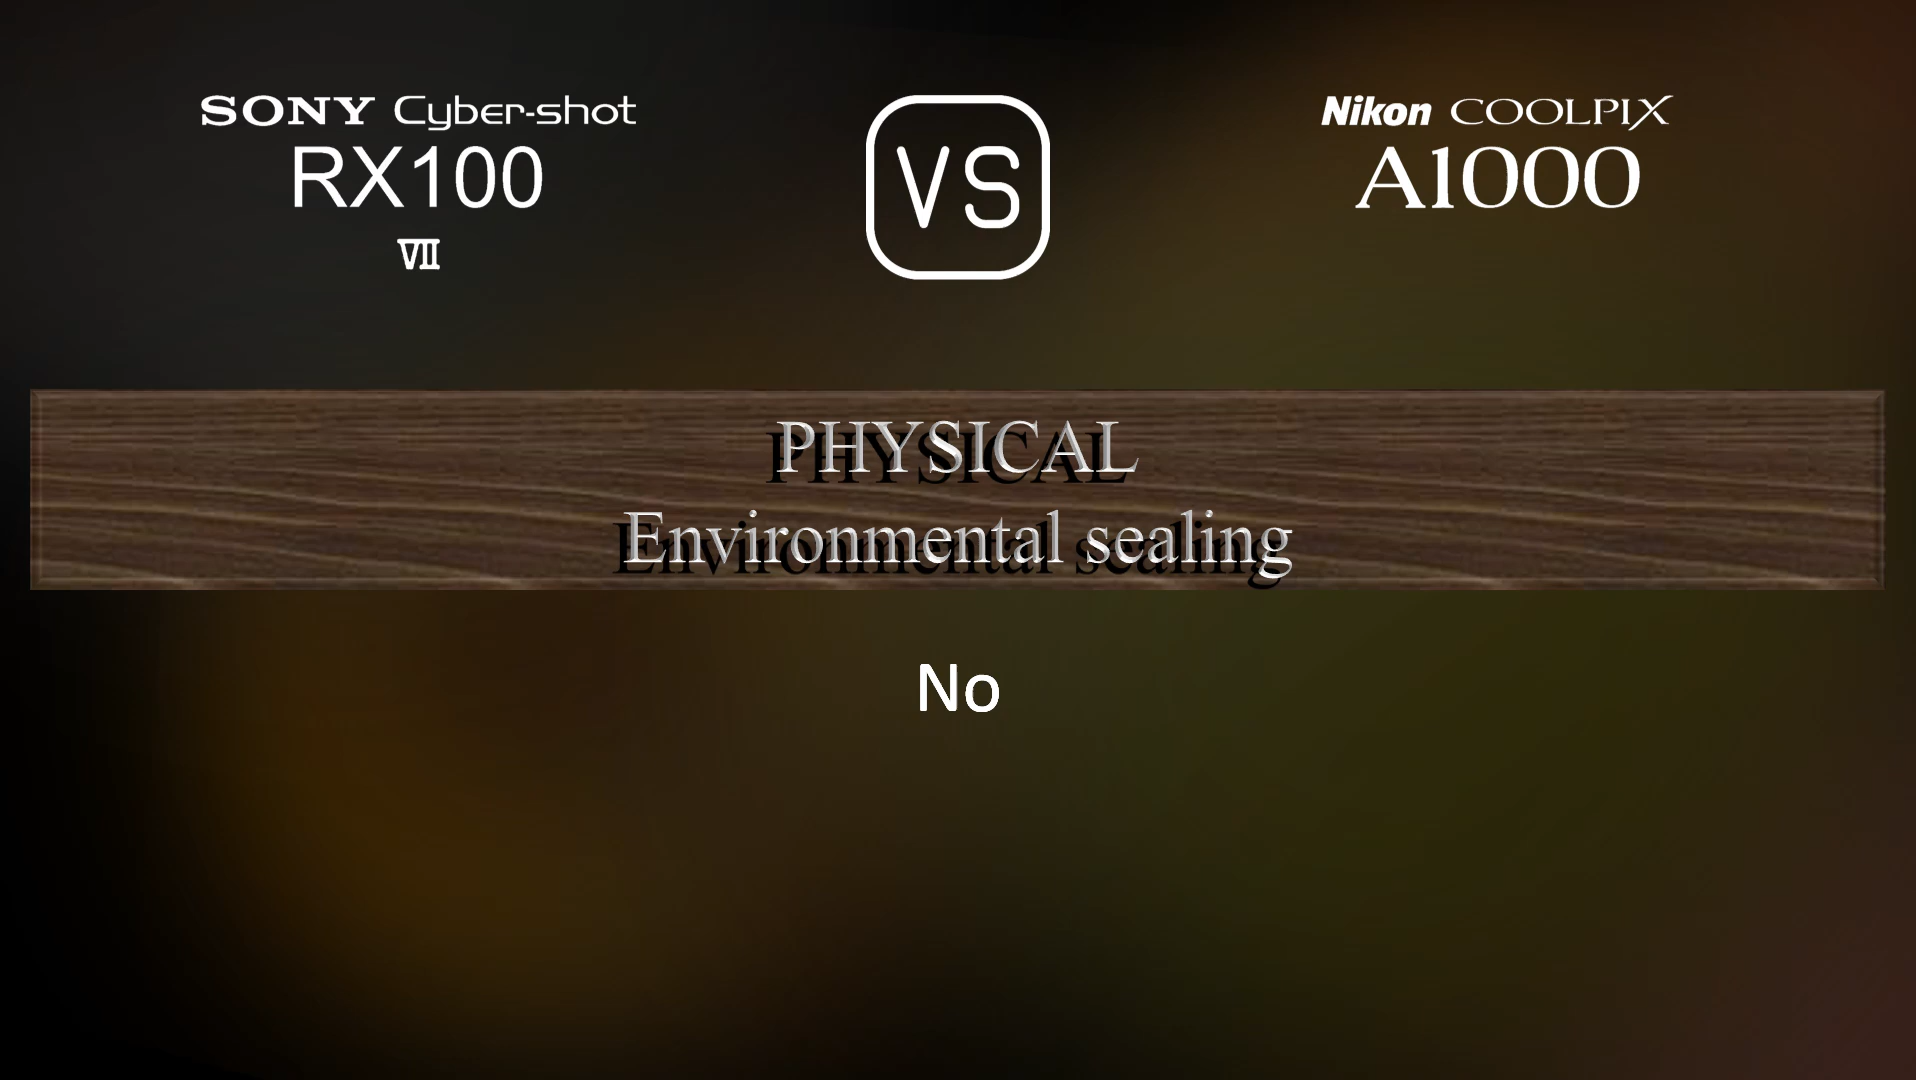 SONY Cyber-shot
RX100
VII
VS
Nikon COOLPIX
A1000
PHYSICAL
Environmental sealing
No